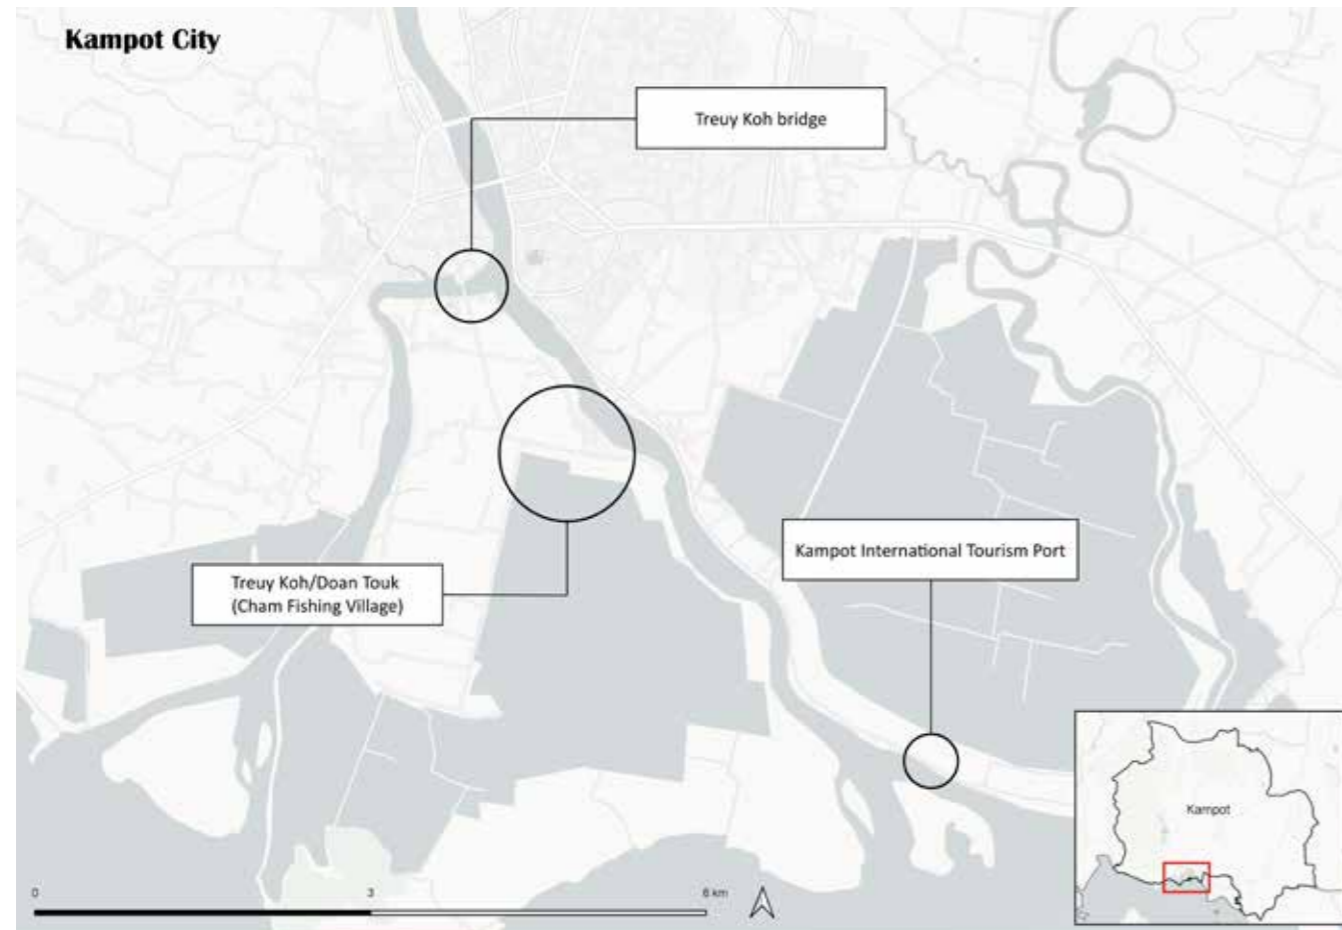 Kampot City
Treuy Koh bridge
Kampot International Tourism Port
Treuy Koh/Doan Touk
(Cham Fishing Village)
Kampot
0
3
6 km